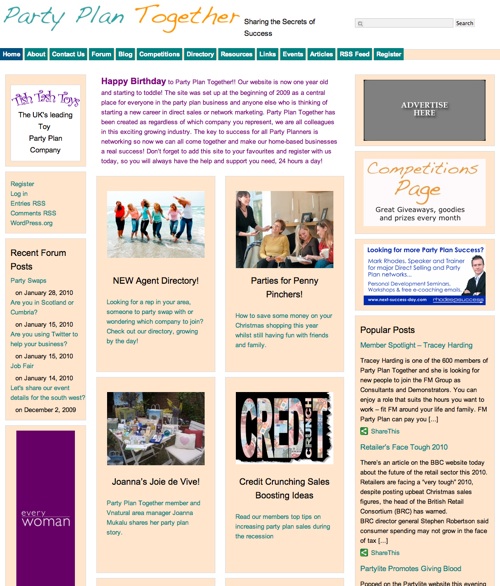 Party Plan Together
Sharing the Secrets of
Success
Search
Home About Contact Us Forum Blog Competitions Directory Resources Links Events Articles RSS Feed Register
Tish Tash Toys
The UK's leading
Toy
Party Plan
Company
Register
Log in
Entries RSS
Comments RSS
WordPress.org
Recent Forum
Posts
Party Swaps
on January 28, 2010
Are you in Scotland or
Cumbria?
on January 15, 2010
Are you using Twitter to
help your business?
on January 15, 2010
Job Fair
on January 14, 2010
Let's share our event
details for the south west?
on December 2, 2009
every
woman
Happy Birthday to Party Plan Together!! Our website is now one year old
and starting to toddle! The site was set up at the beginning of 2009 as a central
place for everyone in the party plan business and anyone else who is thinking of
starting a new career in direct sales or network marketing. Party Plan Together has
been created as regardless of which company you represent, we are all colleagues
in this exciting growing industry. The key to success for all Party Planners is
networking so now we can all come together and make our home-based businesses
a real success! Don't forget to add this site to your favourites and register with us
today, so you will always have the help and support you need, 24 hours a day!
NEW Agent Directory!
Looking for a rep in your area,
someone to party swap with or
wondering which company to join?
Check out our directory, growing
by the day!
Parties for Penny
Pinchers!
How to save some money on your
Christmas shopping this year
whilst still having fun with friends
and family.
Joanna's Joie de Vive!
Party Plan Together member and
Vnatural area manager Joanna
Mukalu shares her party plan
story.
CREDIT
CRUNCH
Credit Crunching Sales
Boosting Ideas
Read our members top tips on
increasing party plan sales during
the recession
ADVERTISE
HERE
Competitions
Page
Great Giveaways, goodies
and prizes every month
Looking for more Party Plan Success?
Mark Rhodes, Speaker and Trainer
for major Direct Selling and Party
Plan networks...
Personal Development Seminars,
Workshops & free e-coaching emails.
www.next-success-day.com rhodes2success
Popular Posts
Member Spotlight – Tracey Harding
Tracey Harding is one of the 600 members
of Party Plan Together and she is looking for
new people to join the FM Group as
Consultants and Demonstrators. You can
enjoy a role that suits the hours you want to
work – fit FM around your life and family. FM
Party Plan can pay you [...]
ShareThis
Retailer's Face Tough 2010
There's an article on the BBC website today
about the future of the retail sector this 2010.
Retailers are facing a "very tough" 2010,
despite posting upbeat Christmas sales
figures, the head of the British Retail
Consortium (BRC) has warned.
BRC director general Stephen Robertson said
consumer spending may not grow in the face
of tax [...]
ShareThis
Partylite Promotes Giving Blood
Popped on the Partylite website this evening